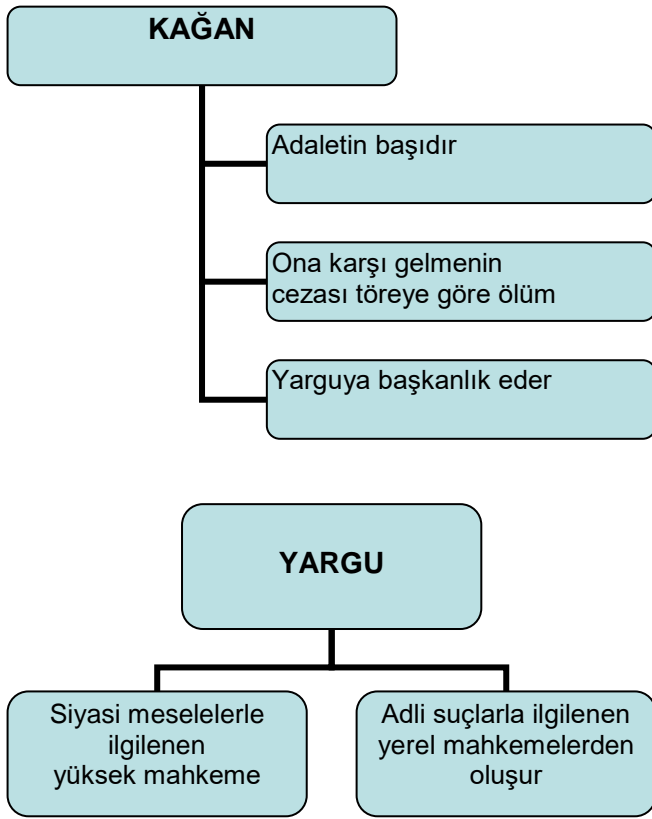 KAĞAN
Adaletin başıdır
Ona karşı gelmenin
cezası töreye göre ölüm
Yarguya başkanlık eder
YARGU
Siyasi meselelerle
ilgilenen
yüksek mahkeme
Adli suçlarla ilgilenen
yerel mahkemelerden
oluşur